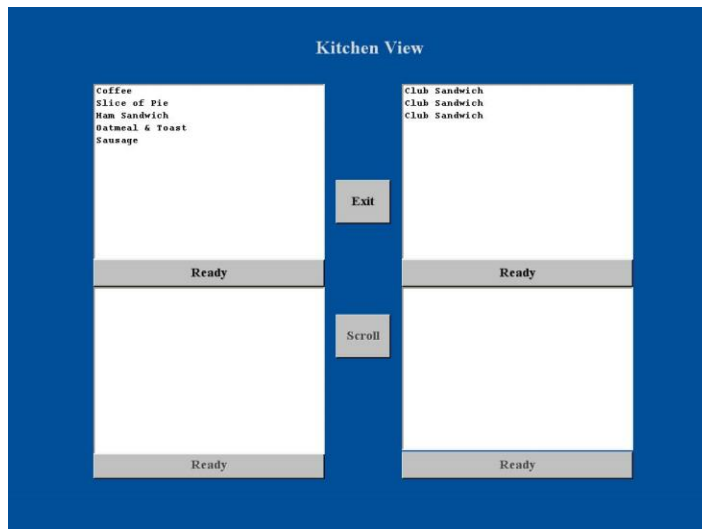 Kitchen View
Coffee
Slice of Pie
Ham Sandwich
Oatmeal & Toast
Sausage
Ready
Club Sandwich
Club Sandwich
Club Sandwich
Ready
Exit
Scroll
Ready
Ready